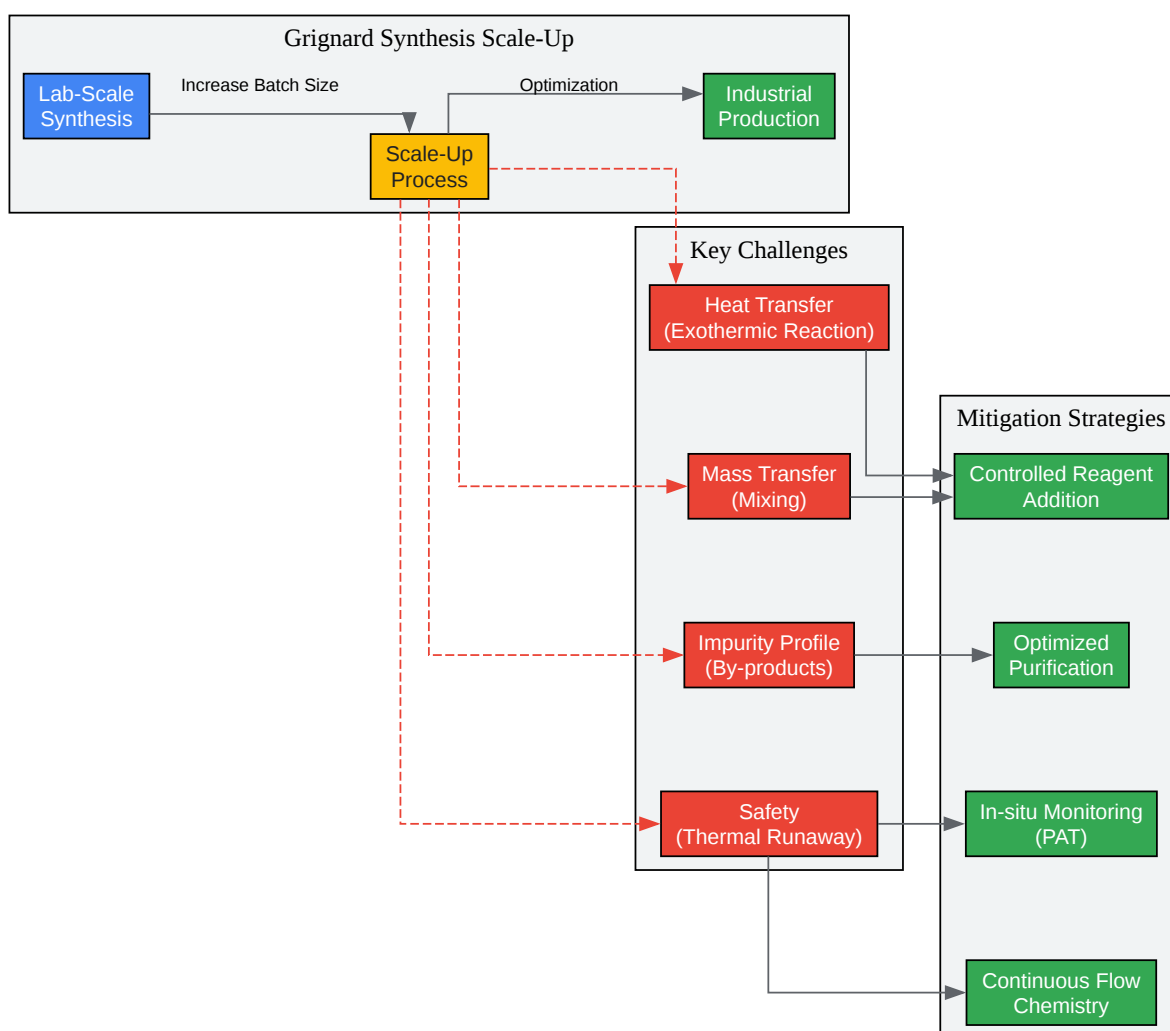 Grignard Synthesis Scale-Up
Lab-Scale
Synthesis
Increase Batch Size
Optimization
Industrial
Production
Scale-Up
Process
Key Challenges
Heat Transfer
(Exothermic Reaction)
Mitigation Strategies
Mass Transfer
(Mixing)
Controlled Reagent
Addition
Impurity Profile
(By-products)
Optimized
Purification
Safety
(Thermal Runaway)
In-situ Monitoring
(PAT)
Continuous Flow
Chemistry